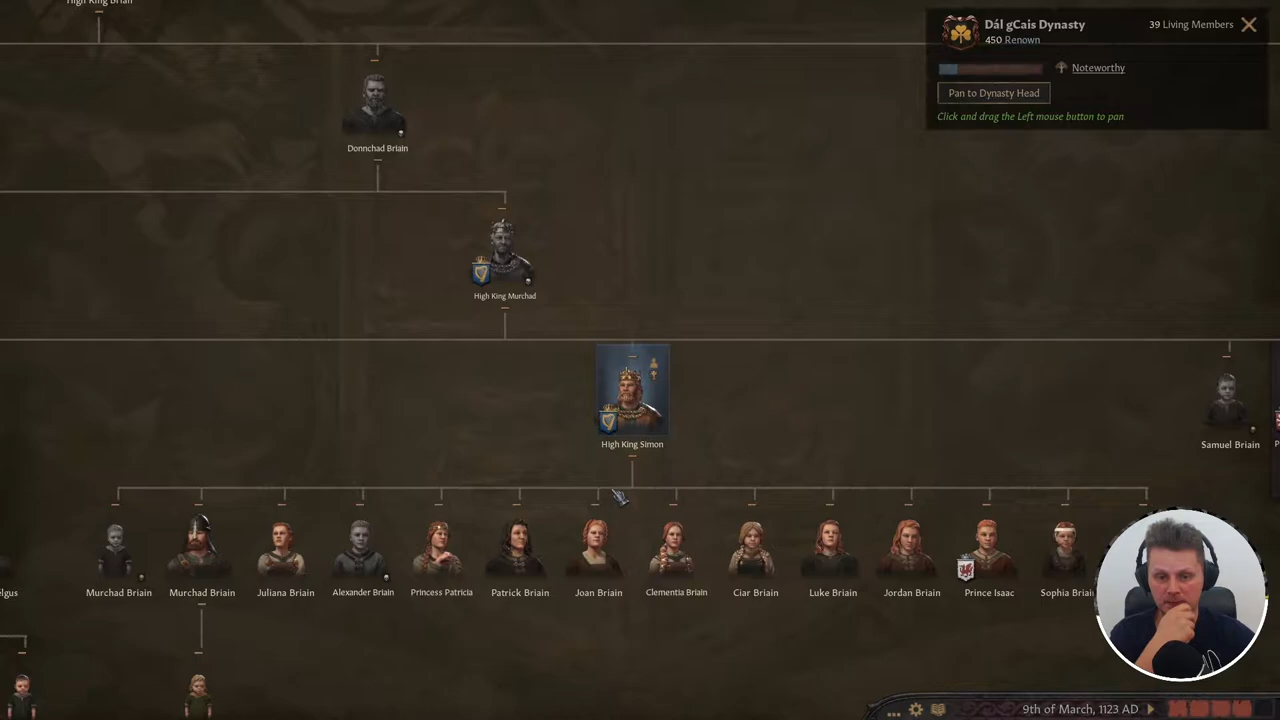 High King Brian
Dál gCais Dynasty
39 Living Members
450 Renown
Noteworthy
Pan to Dynasty Head
Click and drag the Left mouse button to pan
Donnchad Briain
High King Murchad
High King Simon
Samuel Briain
Murchad Briain
Murchad Briain
Juliana Briain
Alexander Briain
Princess Patricia
Patrick Briain
Joan Briain
Clementia Briain
Ciar Briain
Luke Briain
Jordan Briain
Prince Isaac
Sophia Briain
9th of March, 1123 AD